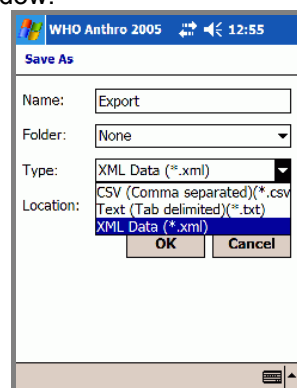 dow.
WHO Anthro 2005 12:55
Save As
Name: Export
Folder: None
Type: XML Data (*.xml)
CSV (Comma separated)(*.csv
Text (Tab delimited)(*.txt)
Location:
XML Data (*.xml)
OK Cancel